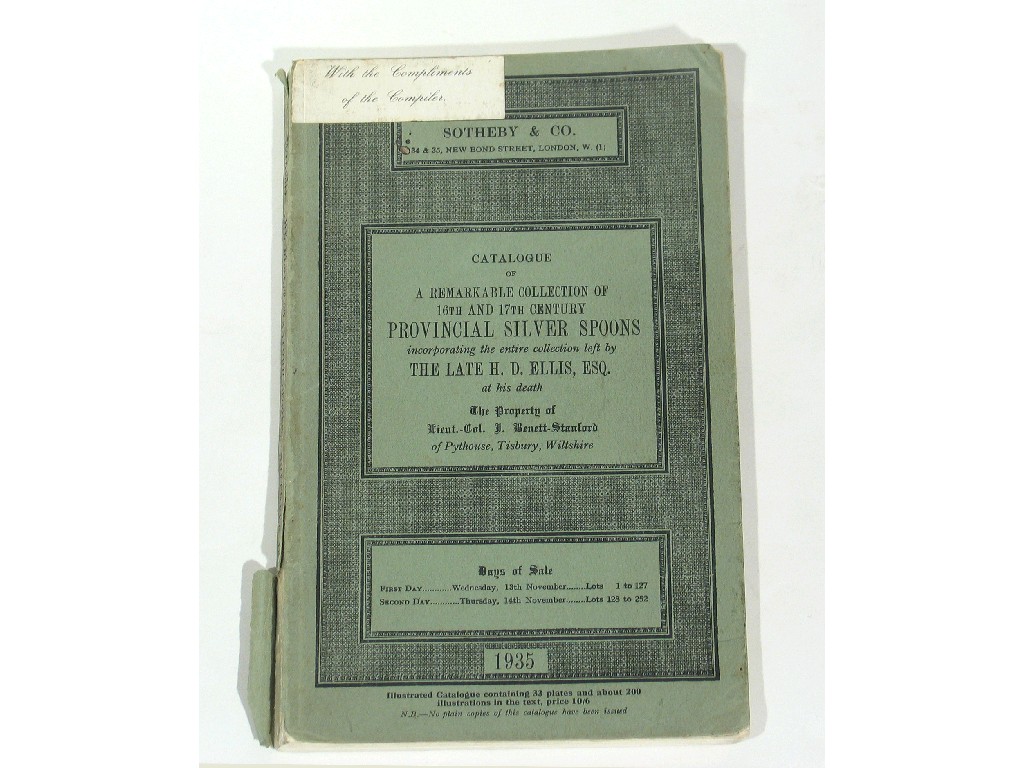 With the Compliments
of the Compiler.
SOTHEBY & CO.
34 & 35, NEW BOND STREET, LONDON, W. (1)
CATALOGUE
OF
A REMARKABLE COLLECTION OF
16TH AND 17TH CENTURY
PROVINCIAL SILVER SPOONS
incorporating the entire collection left by
THE LATE H. D. ELLIS, ESQ.
at his death
The Property of
Lieut.-Col. J. Benett-Stanford
of Pythouse, Tisbury, Wiltshire
Days of Sale
FIRST DAY...........Wednesday, 13th November.......Lots 1 to 127
SECOND DAY...........Thursday, 14th November.......Lots 128 to 252
1935
Illustrated Catalogue containing 33 plates and about 200
illustrations in the text, price 10/6
N.B.—No plain copies of this catalogue have been issued